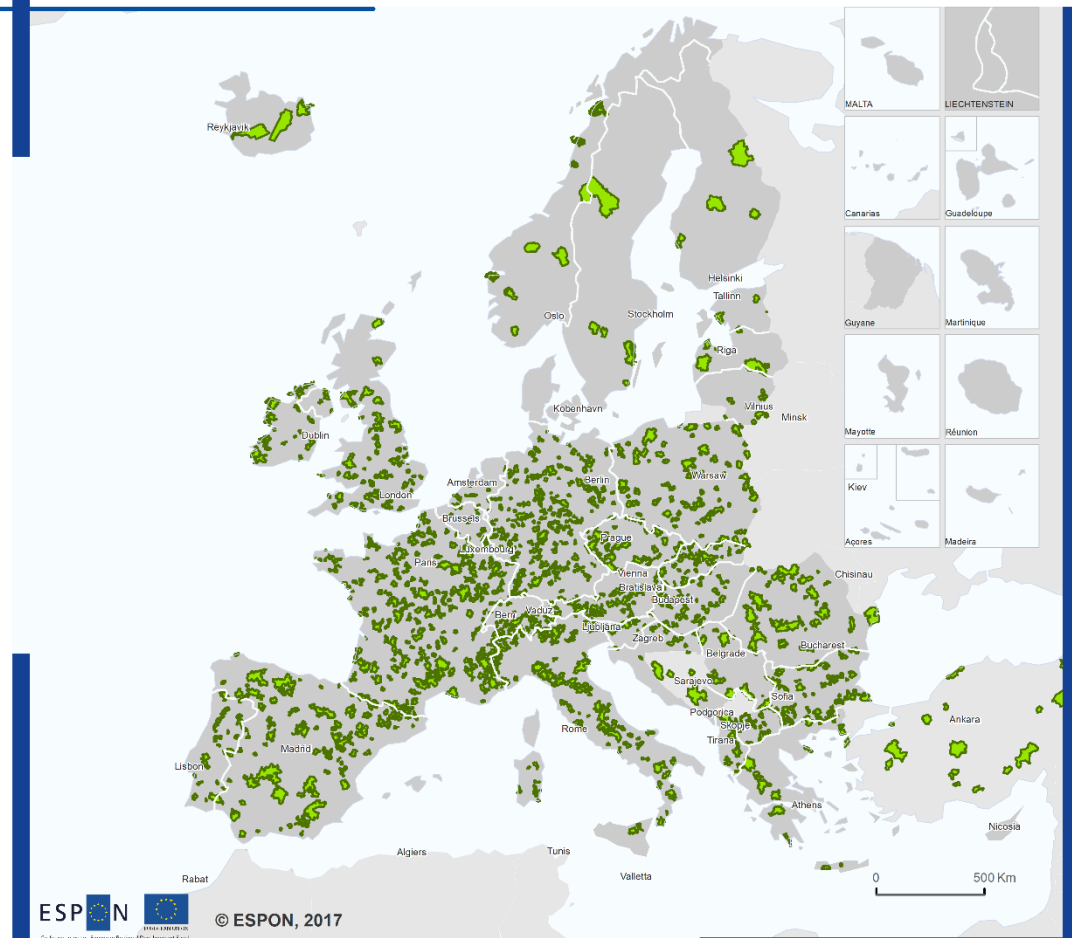 MALTA
LIECHTENSTEIN
Reykjavik
Canarias
Guadeloupe
Helsinki
Tallinn
Oslo
Stockholm
Guyane
Martinique
Riga
Kobenhavn
Vilnius
Minsk
Mayotte
Réunion
Dublin
Amsterdam
Berlin
Warsaw
London
Kiev
Brussels
Prague
Luxembourg
Paris
Açores
Madeira
Vienna
Chisinau
Bratislava
Budapest
Bern
Vaduz
Ljubljana
Zagreb
Bucharest
Belgrade
Sarajevo
Sofia
Podgorica
Ankara
Skopje
Rome
Tirana
Madrid
Lisbon
Athens
Nicosia
Algiers
Tunis
Valletta
Rabat
0 500 Km
ESPON
© ESPON, 2017